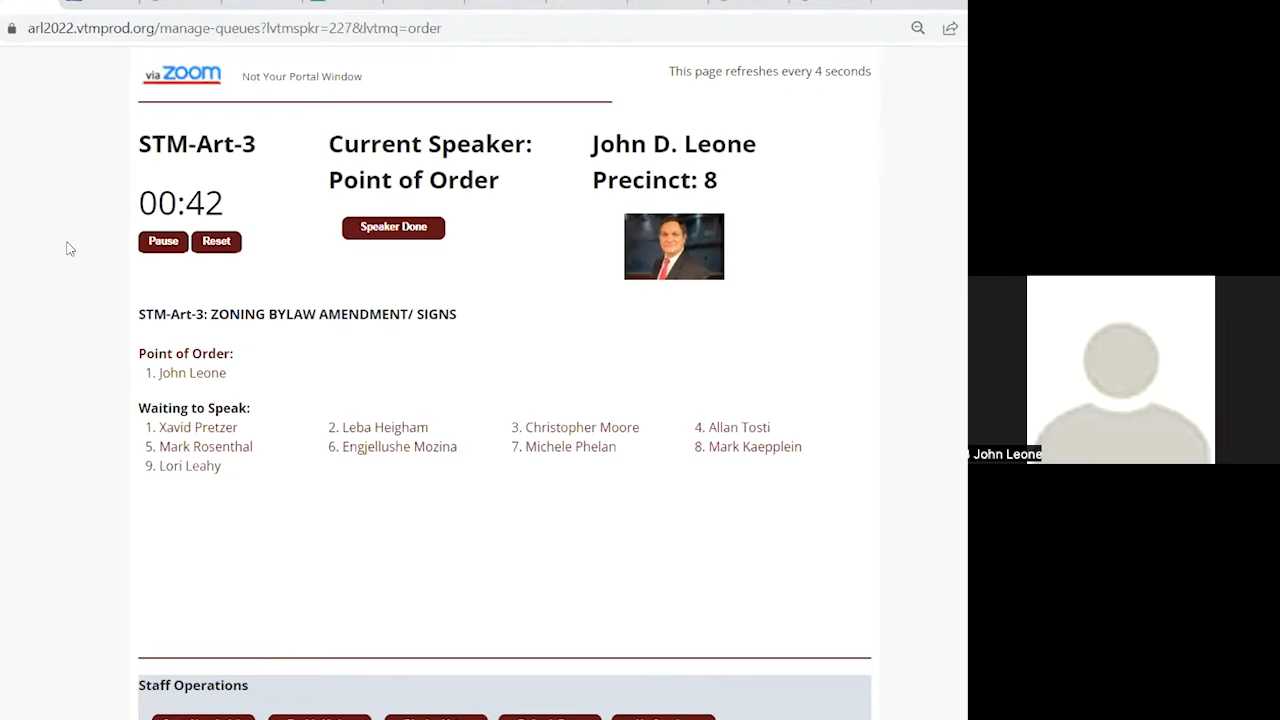 arl2022.vtmprod.org/manage-queues?lvtmspkr=227&lvtmq=order
via zoom Not Your Portal Window This page refreshes every 4 seconds
STM-Art-3 Current Speaker: John D. Leone
Point of Order Precinct: 8
00:42
Speaker Done
Pause Reset
STM-Art-3: ZONING BYLAW AMENDMENT/ SIGNS
Point of Order:
1. John Leone
Waiting to Speak:
1. Xavid Pretzer 2. Leba Heigham 3. Christopher Moore 4. Allan Tosti
5. Mark Rosenthal 6. Engjellushe Mozina 7. Michele Phelan 8. Mark Kaepplein
9. Lori Leahy
John Leone
Staff Operations